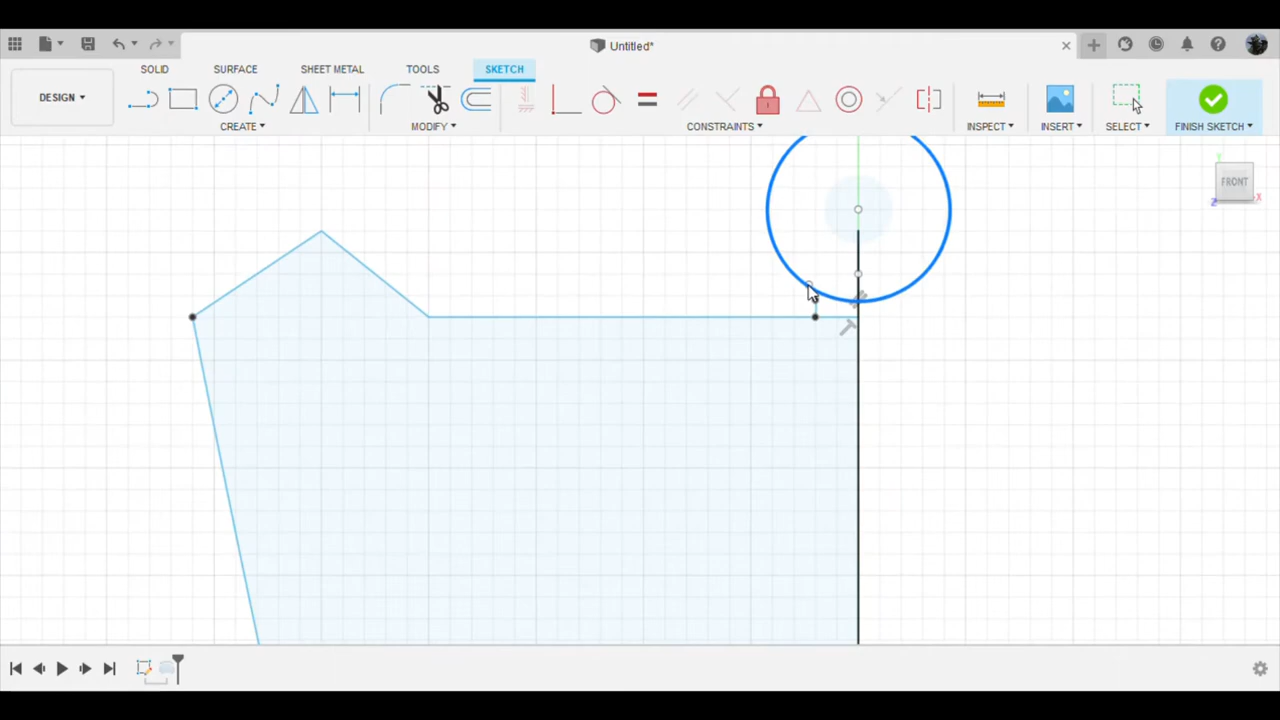 Untitled*
SOLID SURFACE SHEET METAL TOOLS SKETCH
DESIGN
CREATE MODIFY CONSTRAINTS INSPECT INSERT SELECT FINISH SKETCH
Y
FRONT
Z X